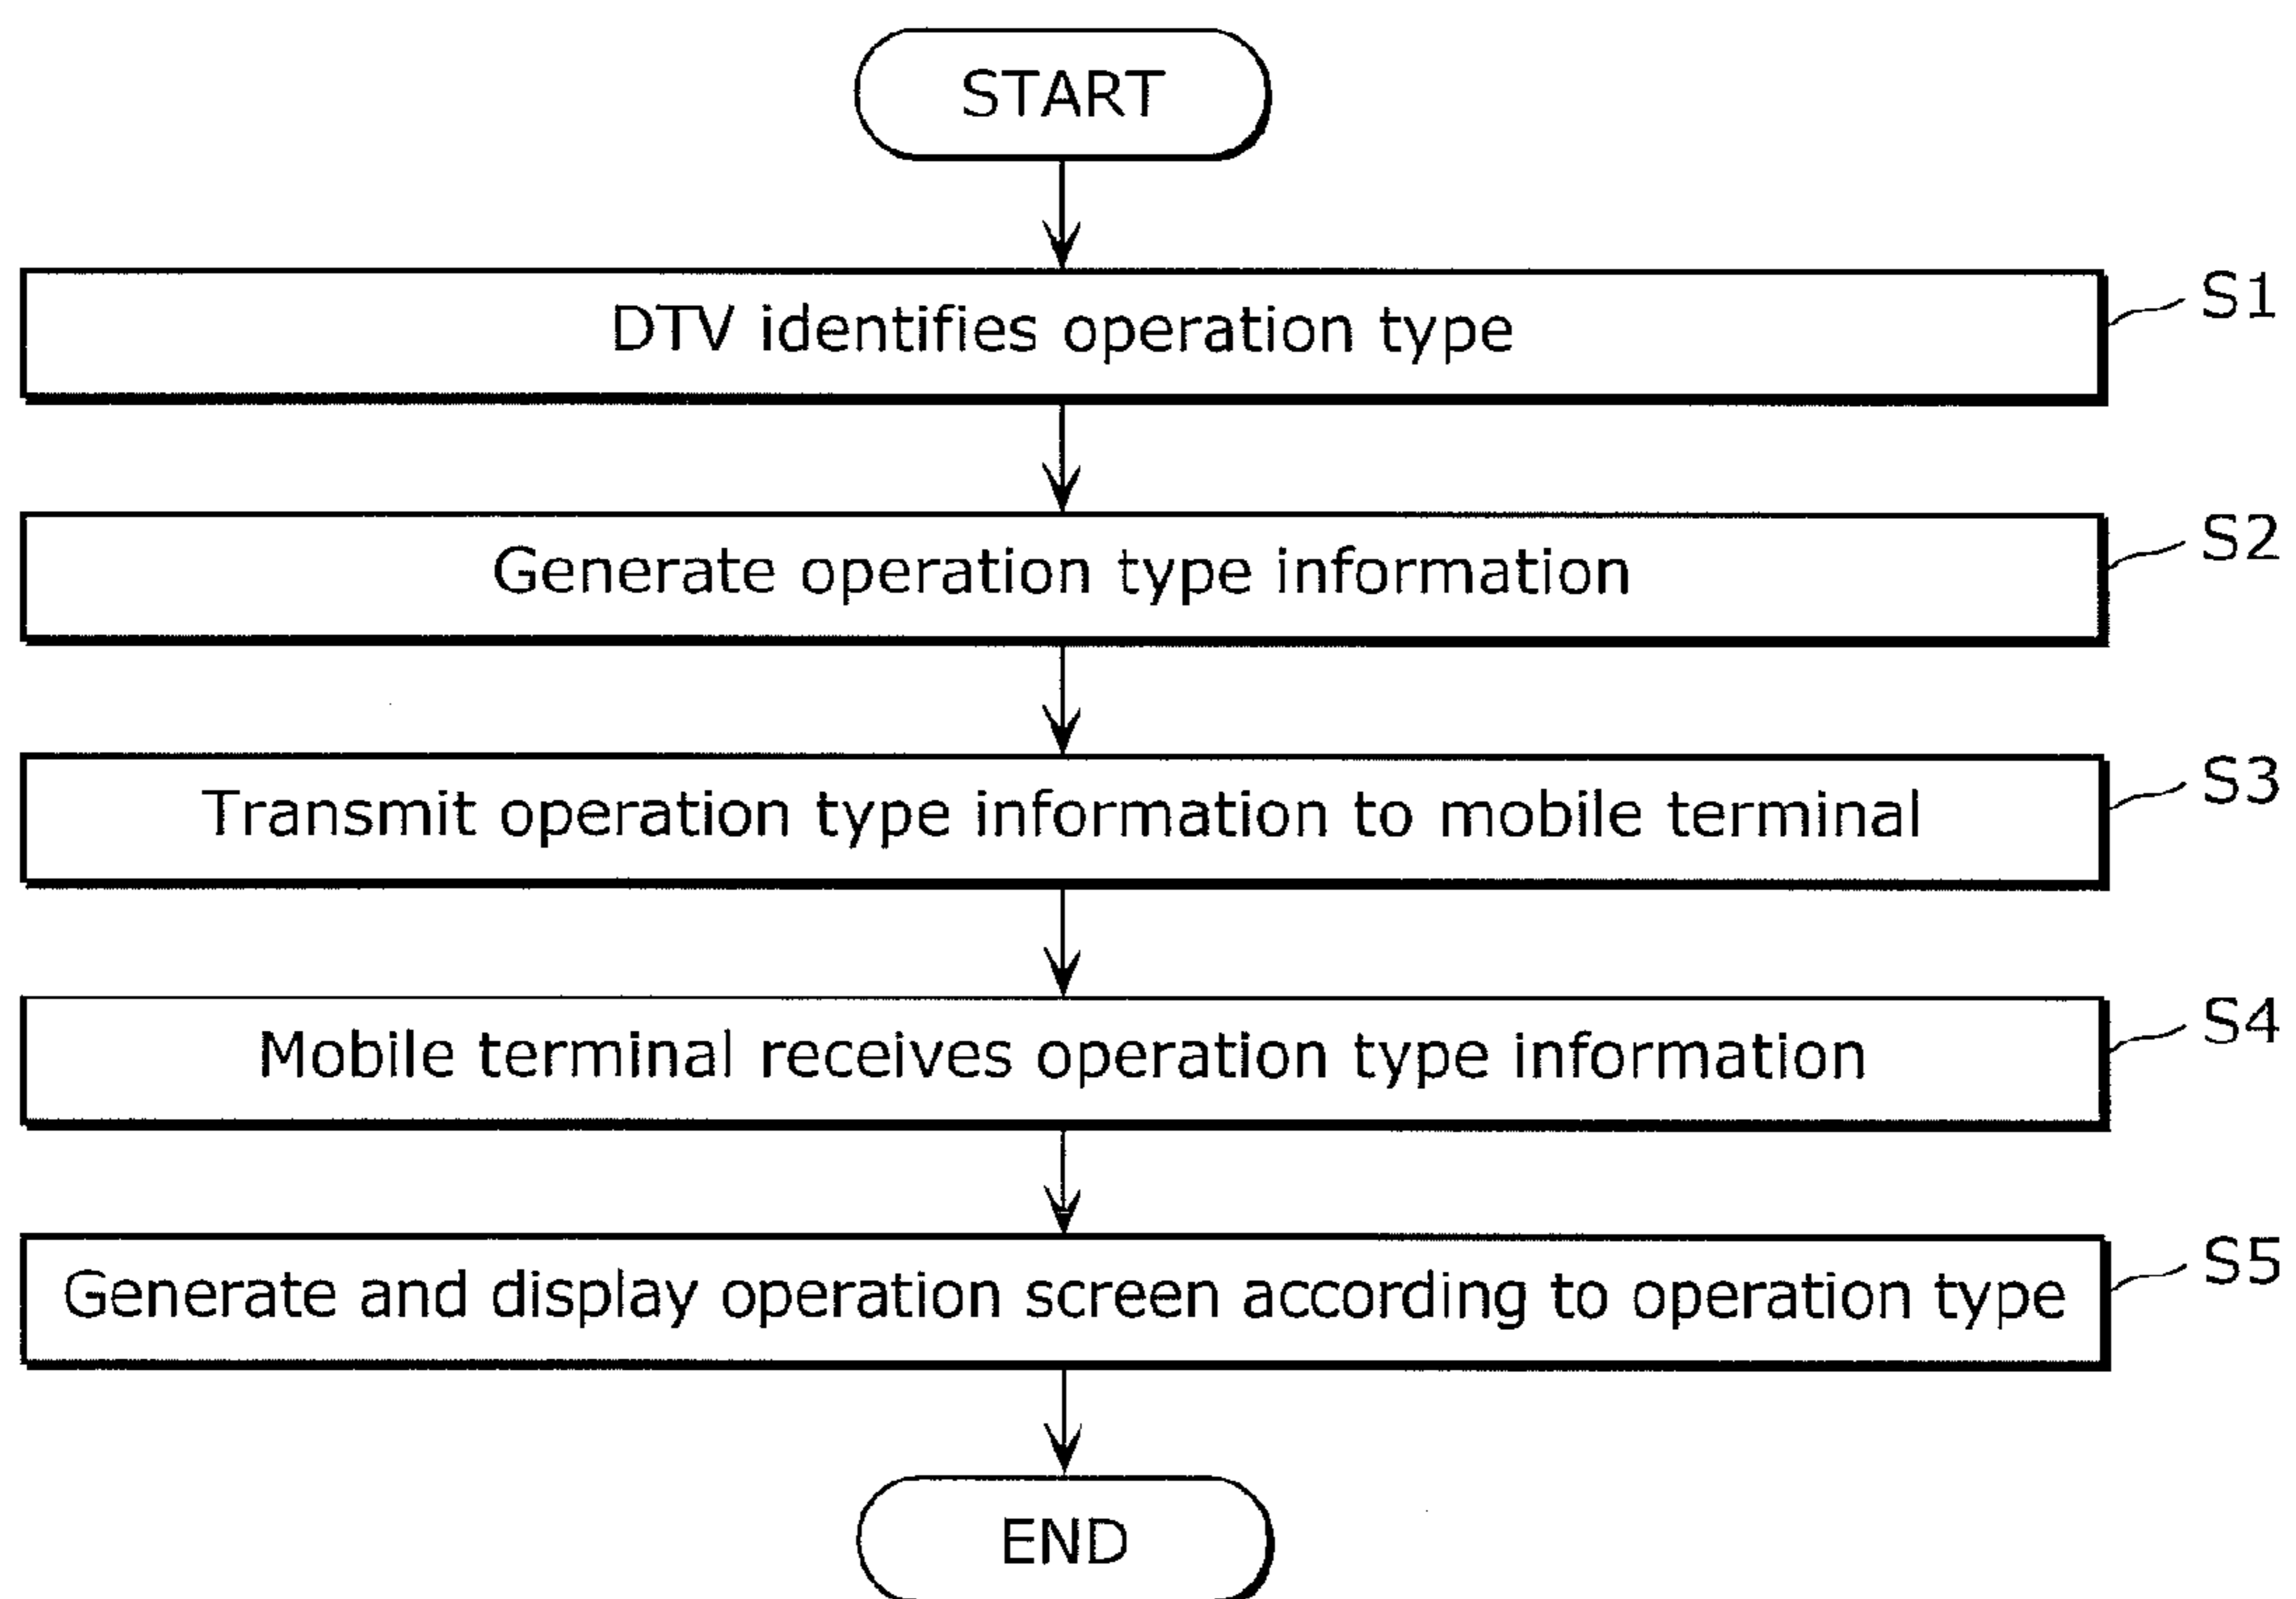 START
DTV identifies operation type
S1
Generate operation type information
S2
Transmit operation type information to mobile terminal
S3
Mobile terminal receives operation type information
S4
Generate and display operation screen according to operation type
S5
END